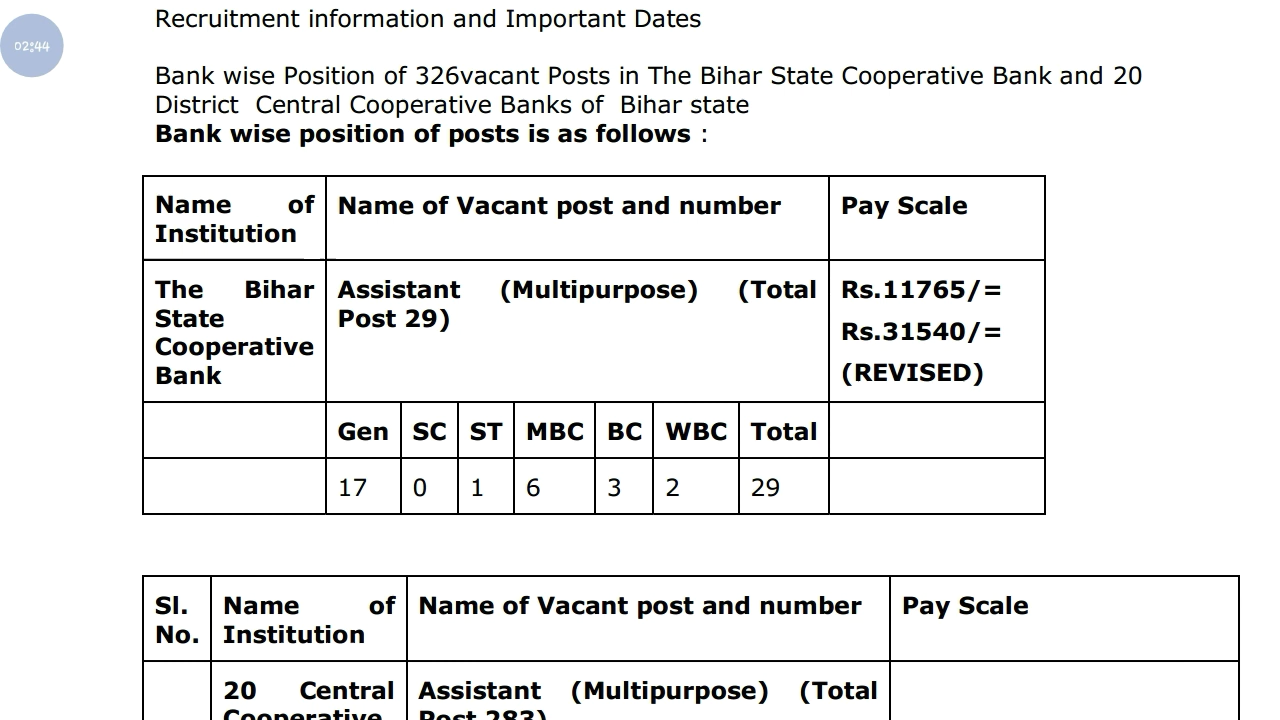 Recruitment information and Important Dates
02:44
Bank wise Position of 326vacant Posts in The Bihar State Cooperative Bank and 20
District Central Cooperative Banks of Bihar state
Bank wise position of posts is as follows :
Name of
Institution
Name of Vacant post and number
Pay Scale
The Bihar
State
Cooperative
Bank
Assistant (Multipurpose) (Total
Post 29)
Rs.11765/=
Rs.31540/=
(REVISED)
Gen SC ST MBC BC WBC Total
17 0 1 6 3 2 29
Sl.
No.
Name of
Institution
Name of Vacant post and number
Pay Scale
20 Central
Cooperative
Assistant (Multipurpose) (Total
Post 283)